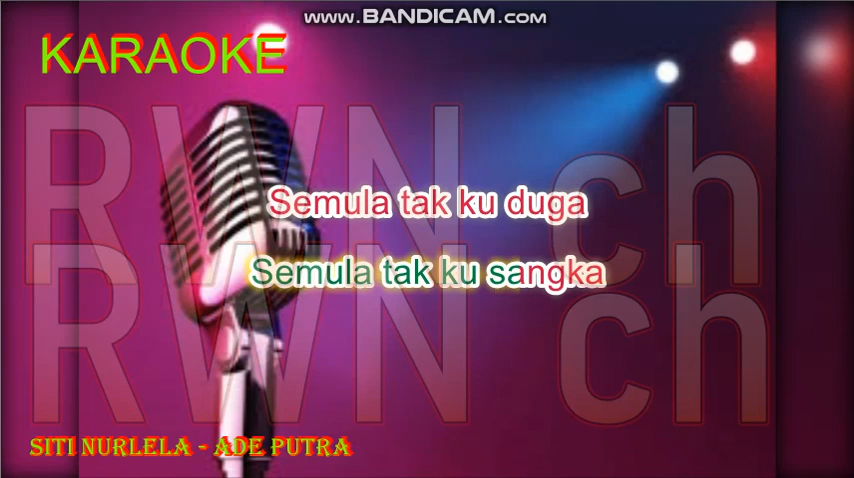 www.BANDICAM.com
KARAOKE
RWN ch
Semula tak ku duga
Semula tak ku sangka
RWN ch
SITI NURLELA - ADE PUTRA